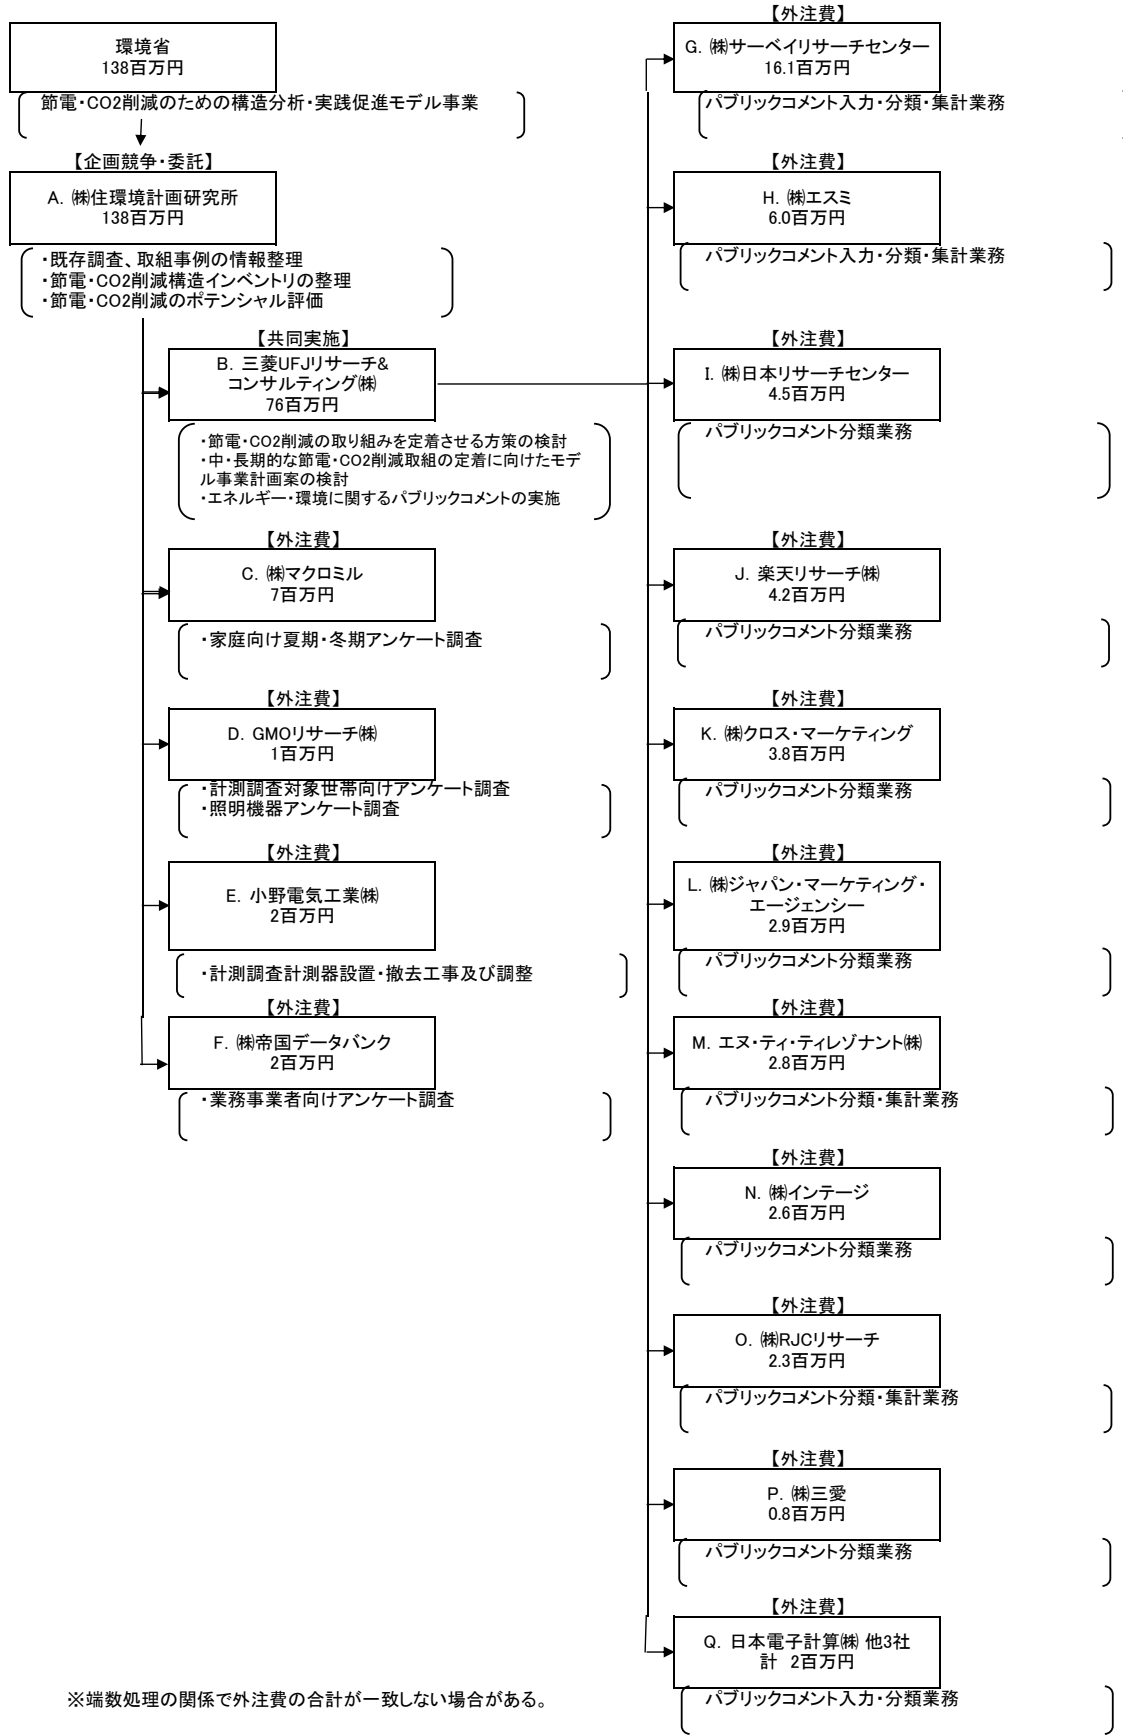 環境省
138百万円
節電・CO2削減のための構造分析・実践促進モデル事業
【企画競争・委託】
A. ㈱住環境計画研究所
138百万円
・既存調査、取組事例の情報整理
・節電・CO2削減構造インベントリの整理
・節電・CO2削減のポテンシャル評価
【共同実施】
B. 三菱UFJリサーチ&
コンサルティング㈱
76百万円
・節電・CO2削減の取り組みを定着させる方策の検討
・中・長期的な節電・CO2削減取組の定着に向けたモデ
ル事業計画案の検討
・エネルギー・環境に関するパブリックコメントの実施
【外注費】
C. ㈱マクロミル
7百万円
・家庭向け夏期・冬期アンケート調査
【外注費】
D. GMOリサーチ㈱
1百万円
・計測調査対象世帯向けアンケート調査
・照明機器アンケート調査
【外注費】
E. 小野電気工業㈱
2百万円
・計測調査計測器設置・撤去工事及び調整
【外注費】
F. ㈱帝国データバンク
2百万円
・業務事業者向けアンケート調査
【外注費】
G. ㈱サーベイリサーチセンター
16.1百万円
パブリックコメント入力・分類・集計業務
【外注費】
H. ㈱エスミ
6.0百万円
パブリックコメント入力・分類・集計業務
【外注費】
I. ㈱日本リサーチセンター
4.5百万円
パブリックコメント分類業務
【外注費】
J. 楽天リサーチ㈱
4.2百万円
パブリックコメント分類業務
【外注費】
K. ㈱クロス・マーケティング
3.8百万円
パブリックコメント分類業務
【外注費】
L. ㈱ジャパン・マーケティング・
エージェンシー
2.9百万円
パブリックコメント分類業務
【外注費】
M. エヌ・ティ・ティレゾナント㈱
2.8百万円
パブリックコメント分類・集計業務
【外注費】
N. ㈱インテージ
2.6百万円
パブリックコメント分類業務
【外注費】
O. ㈱RJCリサーチ
2.3百万円
パブリックコメント分類・集計業務
【外注費】
P. ㈱三愛
0.8百万円
パブリックコメント分類業務
【外注費】
Q. 日本電子計算㈱ 他3社
計 2百万円
パブリックコメント入力・分類業務
※端数処理の関係で外注費の合計が一致しない場合がある。